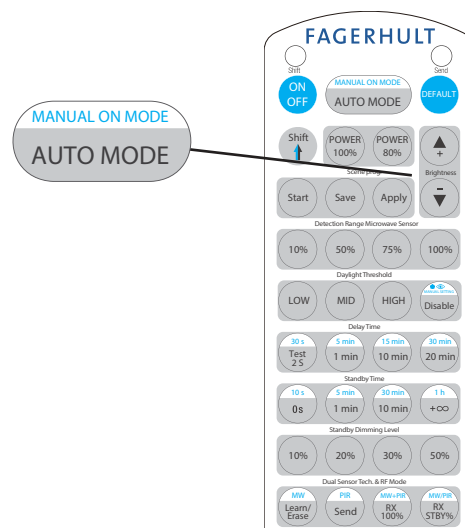 FAGERHULT
Shift
Send
ON
OFF
MANUAL ON MODE
AUTO MODE
DEFAULT
MANUAL ON MODE
AUTO MODE
Shift
POWER
100%
POWER
80%
+
Brightness
-
Scene prog
Start
Save
Apply
Detection Range Microwave Sensor
10%
50%
75%
100%
Daylight Threshold
LOW
MID
HIGH
Disable
Delay Time
30 s
Test
2 S
5 min
1 min
15 min
10 min
30 min
20 min
Standby Time
10 s
0s
5 min
1 min
30 min
10 min
1 h
+∞
Standby Dimming Level
10%
20%
30%
50%
Dual Sensor Tech. & RF Mode
MW
Learn/
Erase
PIR
Send
MW+PIR
RX
100%
MW/PIR
RX
STBY%